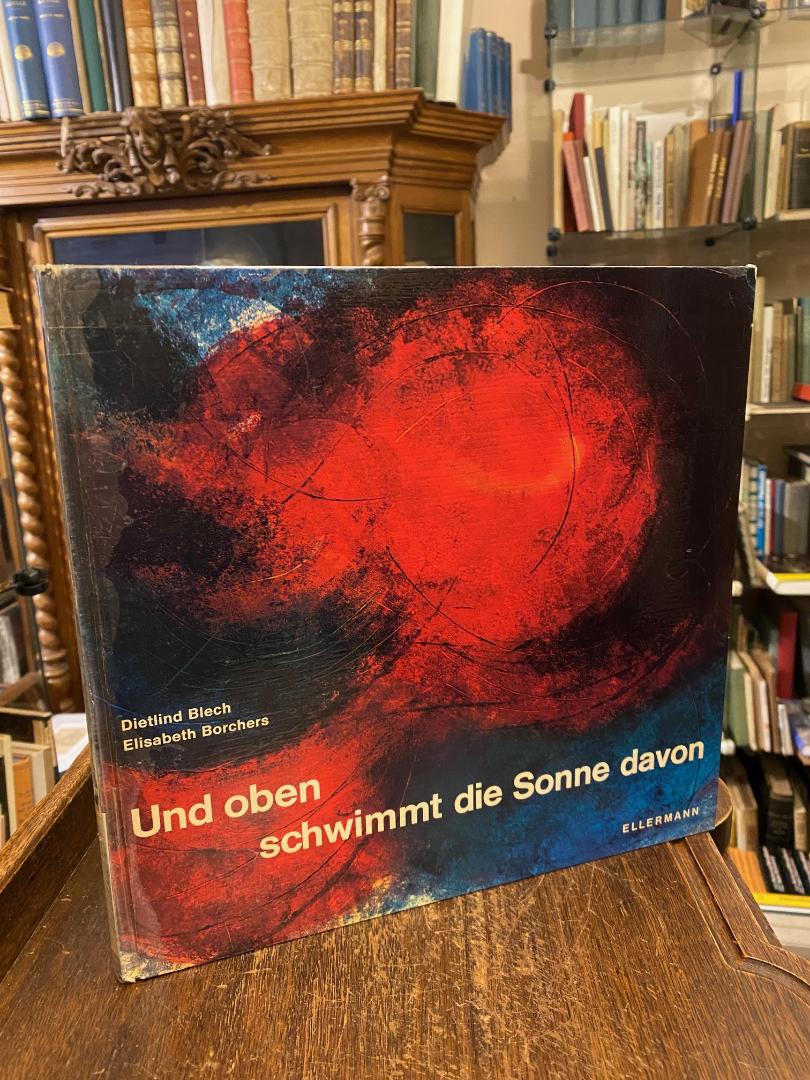 Dietlind Blech
Elisabeth Borchers
Und oben
schwimmt die Sonne davon
ELLERMANN